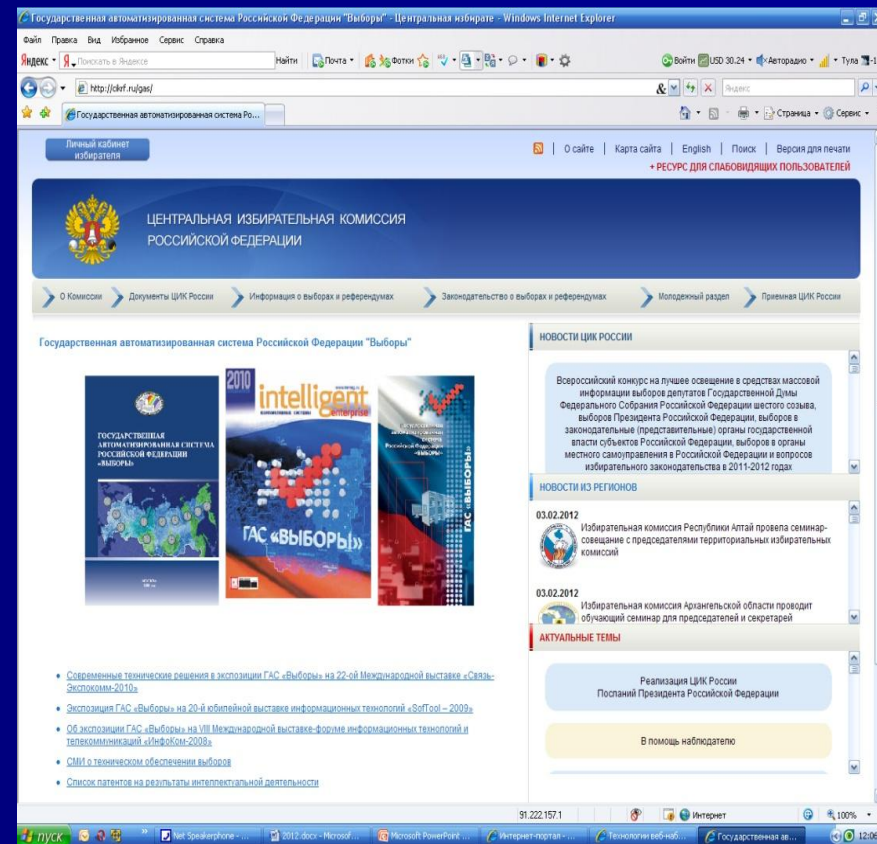 Государственная автоматизированная система Российской Федерации "Выборы" - Центральная избирате - Windows Internet Explorer
Файл Правка Вид Избранное Сервис Справка
Яндекс Поискать в Яндексе Найти Почта Фотки Войти USD 30.24 Авторадио Тула
http://cikrf.ru/gas/ Яндекс
Государственная автоматизированная система Ро... Страница Сервис
Личный кабинет
избирателя
О сайте | Карта сайта | English | Поиск | Версия для печати
+ РЕСУРС ДЛЯ СЛАБОВИДЯЩИХ ПОЛЬЗОВАТЕЛЕЙ
ЦЕНТРАЛЬНАЯ ИЗБИРАТЕЛЬНАЯ КОМИССИЯ
РОССИЙСКОЙ ФЕДЕРАЦИИ
О Комиссии Документы ЦИК России Информация о выборах и референдумах Законодательство о выборах и референдумах Молодежный раздел Приемная ЦИК России
Государственная автоматизированная система Российской Федерации "Выборы"
ГОСУДАРСТВЕННАЯ
АВТОМАТИЗИРОВАННАЯ СИСТЕМА
РОССИЙСКОЙ ФЕДЕРАЦИИ
«ВЫБОРЫ»
2010
intelligent
enterprise
ГАС «ВЫБОРЫ»
ГАС «ВЫБОРЫ»
Современные технические решения в экспозиции ГАС «Выборы» на 22-ой Международной выставке «Связь-
Экспокомм-2010»
Экспозиция ГАС «Выборы» на 20-й юбилейной выставке информационных технологий «SofTool – 2009»
Об экспозиции ГАС «Выборы» на VIII Международной выставке-форуме информационных технологий и
телекоммуникаций «ИнфоКом-2008»
СМИ о техническом обеспечении выборов
Список патентов на результаты интеллектуальной деятельности
НОВОСТИ ЦИК РОССИИ
Всероссийский конкурс на лучшее освещение в средствах массовой
информации выборов депутатов Государственной Думы
Федерального Собрания Российской Федерации шестого созыва,
выборов Президента Российской Федерации, выборов в
законодательные (представительные) органы государственной
власти субъектов Российской Федерации, выборов в органы
местного самоуправления в Российской Федерации и вопросов
избирательного законодательства в 2011-2012 годах
НОВОСТИ ИЗ РЕГИОНОВ
03.02.2012
Избирательная комиссия Республики Алтай провела семинар-
совещание с председателями территориальных избирательных
комиссий
03.02.2012
Избирательная комиссия Архангельской области проводит
обучающий семинар для председателей и секретарей
АКТУАЛЬНЫЕ ТЕМЫ
Реализация ЦИК России
Посланий Президента Российской Федерации
В помощь наблюдателю
91.222.157.1 Интернет 100%
пуск Net Speakerphone - ... 2012.docx - Microsof... Microsoft PowerPoint ... Интернет-портал - ... Технологии веб-наб... Государственная ав... 12:06